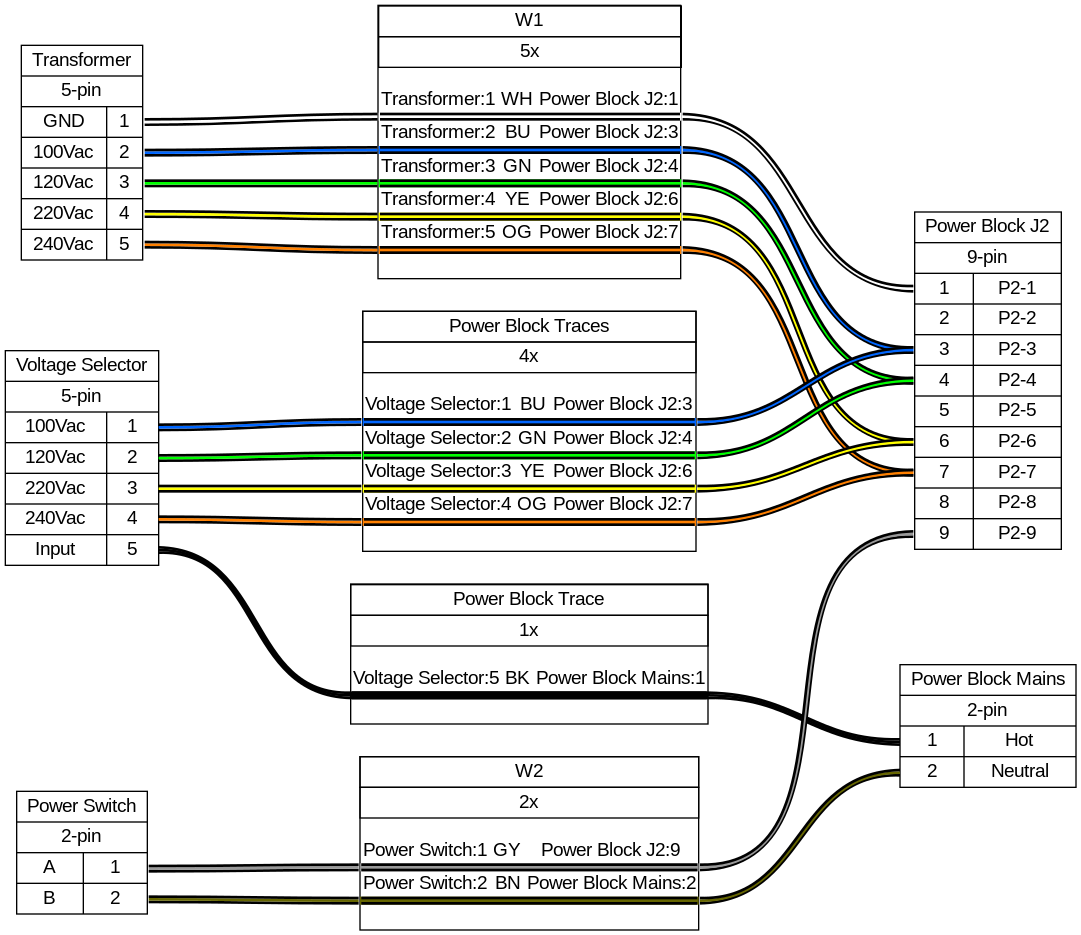 W1
5x
Transformer:1 WH Power Block J2:1
Transformer:2 BU Power Block J2:3
Transformer:3 GN Power Block J2:4
Transformer:4 YE Power Block J2:6
Transformer:5 OG Power Block J2:7
Transformer
5-pin
GND 1
100Vac 2
120Vac 3
220Vac 4
240Vac 5
Power Block J2
9-pin
1 P2-1
2 P2-2
3 P2-3
4 P2-4
5 P2-5
6 P2-6
7 P2-7
8 P2-8
9 P2-9
Power Block Traces
4x
Voltage Selector:1 BU Power Block J2:3
Voltage Selector:2 GN Power Block J2:4
Voltage Selector:3 YE Power Block J2:6
Voltage Selector:4 OG Power Block J2:7
Voltage Selector
5-pin
100Vac 1
120Vac 2
220Vac 3
240Vac 4
Input 5
Power Block Trace
1x
Voltage Selector:5 BK Power Block Mains:1
Power Block Mains
2-pin
1 Hot
2 Neutral
W2
2x
Power Switch:1 GY Power Block J2:9
Power Switch:2 BN Power Block Mains:2
Power Switch
2-pin
A 1
B 2